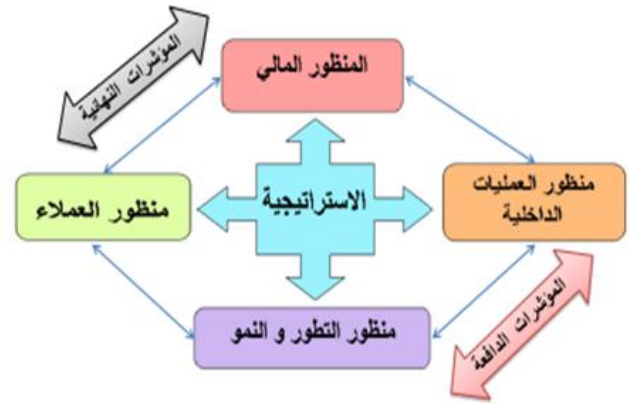 المؤشرات النهائية
المنظور المالي
منظور العمليات
الداخلية
الاستراتيجية
منظور العملاء
منظور التطور و النمو
المؤشرات الدافعة